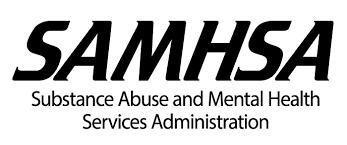 SAMHSA
Substance Abuse and Mental Health
Services Administration